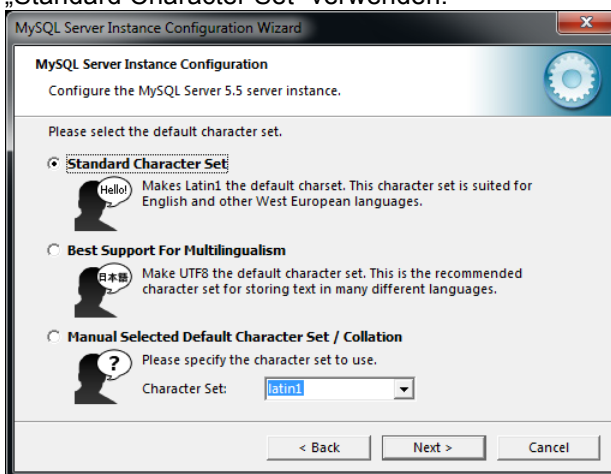 „Standard Character Set“ verwenden.
MySQL Server Instance Configuration Wizard
MySQL Server Instance Configuration
Configure the MySQL Server 5.5 server instance.
Please select the default character set.
Standard Character Set
Hello!
Makes Latin1 the default charset. This character set is suited for
English and other West European languages.
Best Support For Multilingualism
日本語
Make UTF8 the default character set. This is the recommended
character set for storing text in many different languages.
Manual Selected Default Character Set / Collation
?
Please specify the character set to use.
Character Set:
latin1
< Back
Next >
Cancel